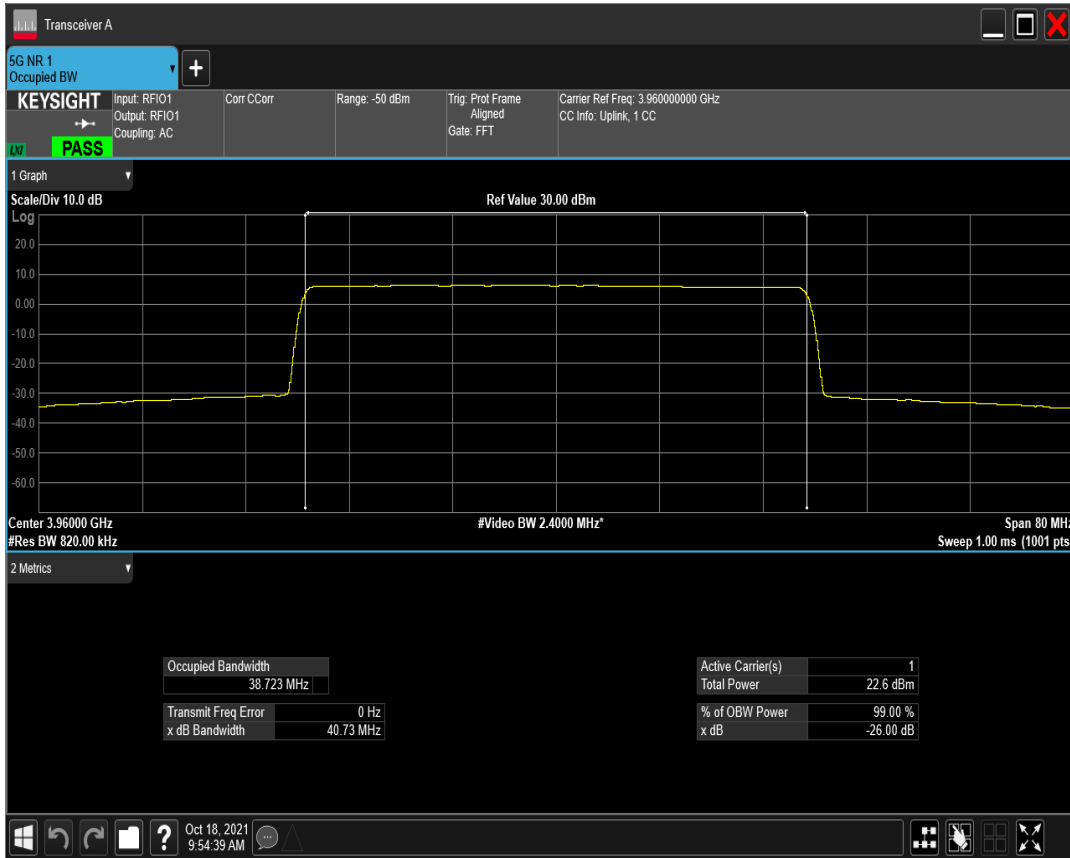 Transceiver A
5G NR 1
Occupied BW
KEYSIGHT
Input: RFIO1
Output: RFIO1
Coupling: AC
Corr CCorr
Range: -50 dBm
Trig: Prot Frame
Aligned
Gate: FFT
Carrier Ref Freq: 3.960000000 GHz
CC Info: Uplink, 1 CC
LXI
PASS
1 Graph
Scale/Div 10.0 dB
Ref Value 30.00 dBm
Log
20.0
10.0
0.00
-10.0
-20.0
-30.0
-40.0
-50.0
-60.0
Center 3.96000 GHz
#Video BW 2.4000 MHz*
Span 80 MHz
#Res BW 820.00 kHz
Sweep 1.00 ms (1001 pts
2 Metrics
Occupied Bandwidth
38.723 MHz
Transmit Freq Error 0 Hz
x dB Bandwidth 40.73 MHz
Active Carrier(s) 1
Total Power 22.6 dBm
% of OBW Power 99.00 %
x dB -26.00 dB
?
Oct 18, 2021
9:54:39 AM